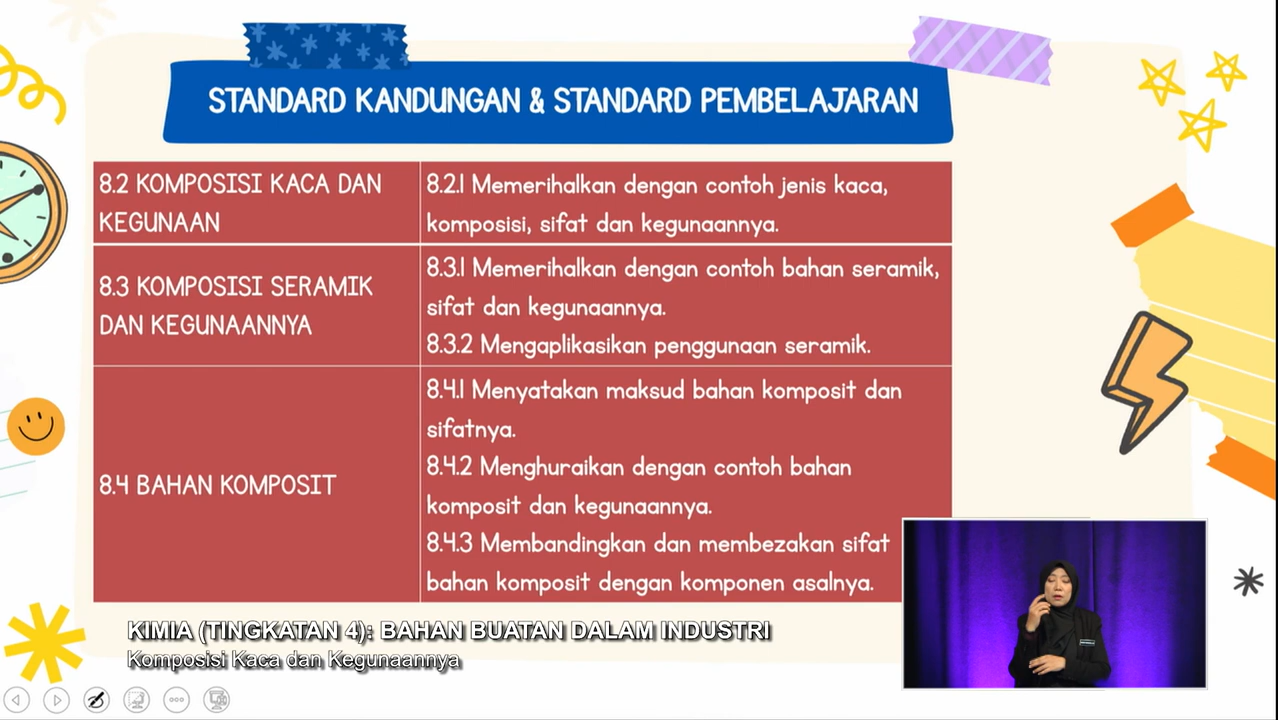 STANDARD KANDUNGAN & STANDARD PEMBELAJARAN
8.2 KOMPOSISI KACA DAN
KEGUNAAN
8.2.1 Memerihalkan dengan contoh jenis kaca,
komposisi, sifat dan kegunaannya.
8.3 KOMPOSISI SERAMIK
DAN KEGUNAANNYA
8.3.1 Memerihalkan dengan contoh bahan seramik,
sifat dan kegunaannya.
8.3.2 Mengaplikasikan penggunaan seramik.
8.4 BAHAN KOMPOSIT
8.4.1 Menyatakan maksud bahan komposit dan
sifatnya.
8.4.2 Menghuraikan dengan contoh bahan
komposit dan kegunaannya.
8.4.3 Membandingkan dan membezakan sifat
bahan komposit dengan komponen asalnya.
KIMIA (TINGKATAN 4): BAHAN BUATAN DALAM INDUSTRI
Komposisi Kaca dan Kegunaannya